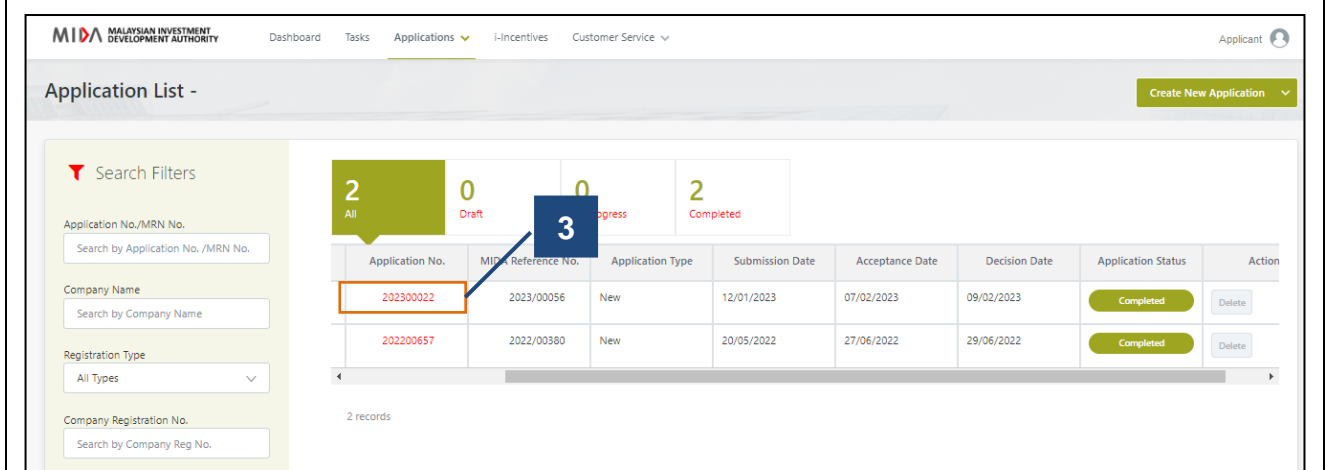 MIDA MALAYSIAN INVESTMENT
DEVELOPMENT AUTHORITY
Dashboard Tasks Applications i-Incentives Customer Service Applicant
Application List -
Create New Application
Search Filters
Application No./MRN No.
Search by Application No. /MRN No.
Company Name
Search by Company Name
Registration Type
All Types
Company Registration No.
Search by Company Reg No.
2
All
0
Draft
0
ogress
2
Completed
3
Application No. MIDA Reference No. Application Type Submission Date Acceptance Date Decision Date Application Status Action
202300022 2023/00056 New 12/01/2023 07/02/2023 09/02/2023 Completed Delete
202200657 2022/00380 New 20/05/2022 27/06/2022 29/06/2022 Completed Delete
2 records